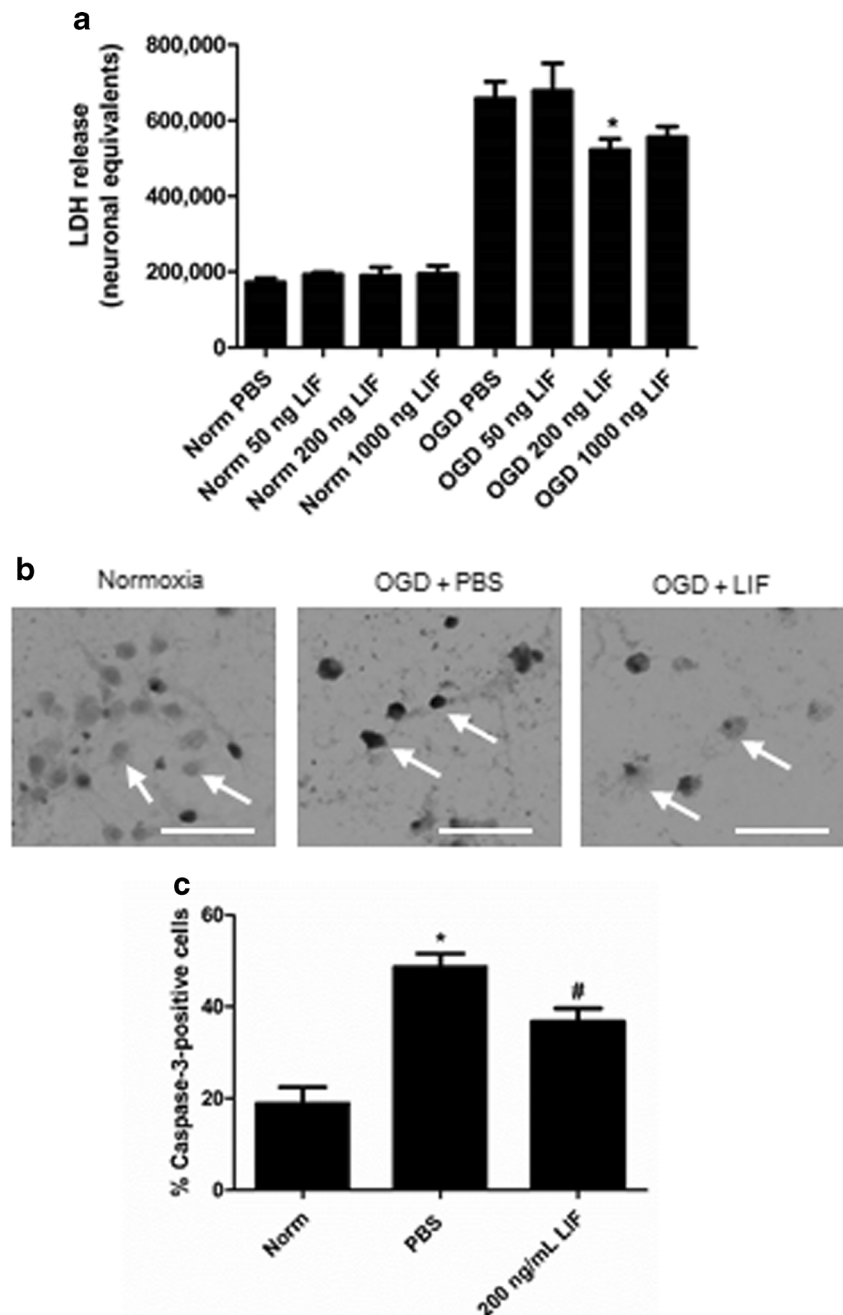 a
LDH release
(neuronal equivalents)
800,000
600,000
400,000
200,000
0
*
Norm PBS
Norm 50 ng LIF
Norm 200 ng LIF
Norm 1000 ng LIF
OGD PBS
OGD 50 ng LIF
OGD 200 ng LIF
OGD 1000 ng LIF
b
Normoxia
OGD + PBS
OGD + LIF
c
% Caspase-3-positive cells
60
40
20
0
*
#
Norm
PBS
200 ng/mL LIF